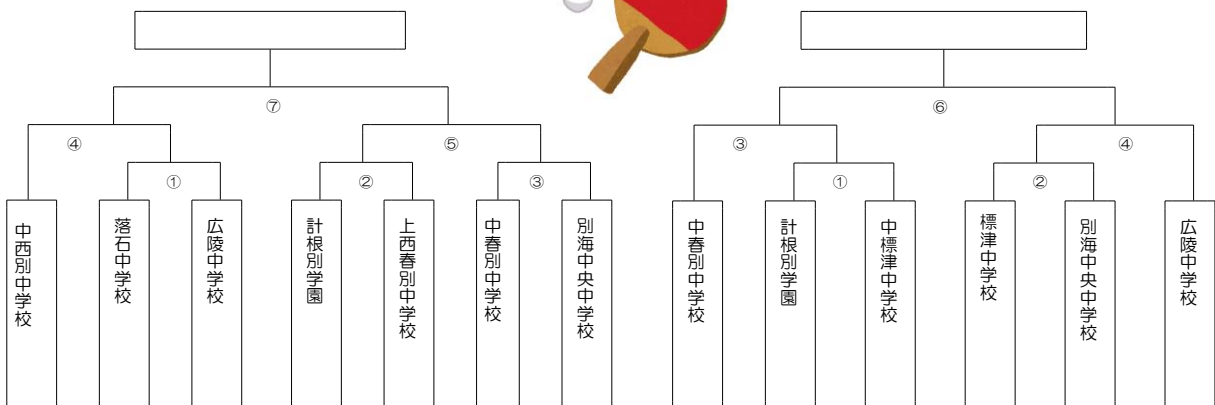 ⑦
⑥
④
⑤
③
④
①
②
③
①
②
中西別中学校
落石中学校
広陵中学校
計根別学園
上西春別中学校
中春別中学校
別海中央中学校
中春別中学校
計根別学園
中標津中学校
標津中学校
別海中央中学校
広陵中学校